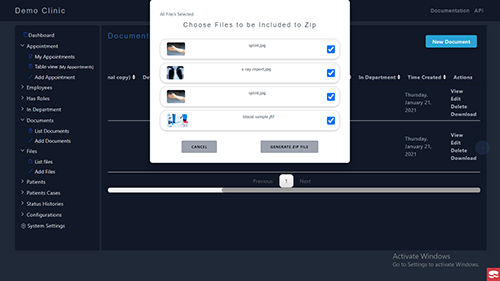 Demo Clinic
Documentation API
All File's Selected
Choose Files to be Included to Zip
splint.jpg
x-ray-report.jpg
splint.jpg
blood-sample.jfif
CANCEL
GENERATE ZIP FILE
Dashboard
Appointment
My Appointments
Table view (My Appointments)
Add Appointment
Employees
Has Roles
In Department
Documents
List Documents
Add Documents
Files
List files
Add Files
Patients
Patients Cases
Status Histories
Configurations
System Settings
Documents
New Document
nal copy) In Department Time Created Actions
Thursday, January 21, 2021
View
Edit
Delete
Download
Thursday, January 21, 2021
View
Edit
Delete
Download
Previous 1 Next
Activate Windows
Go to Settings to activate Windows.